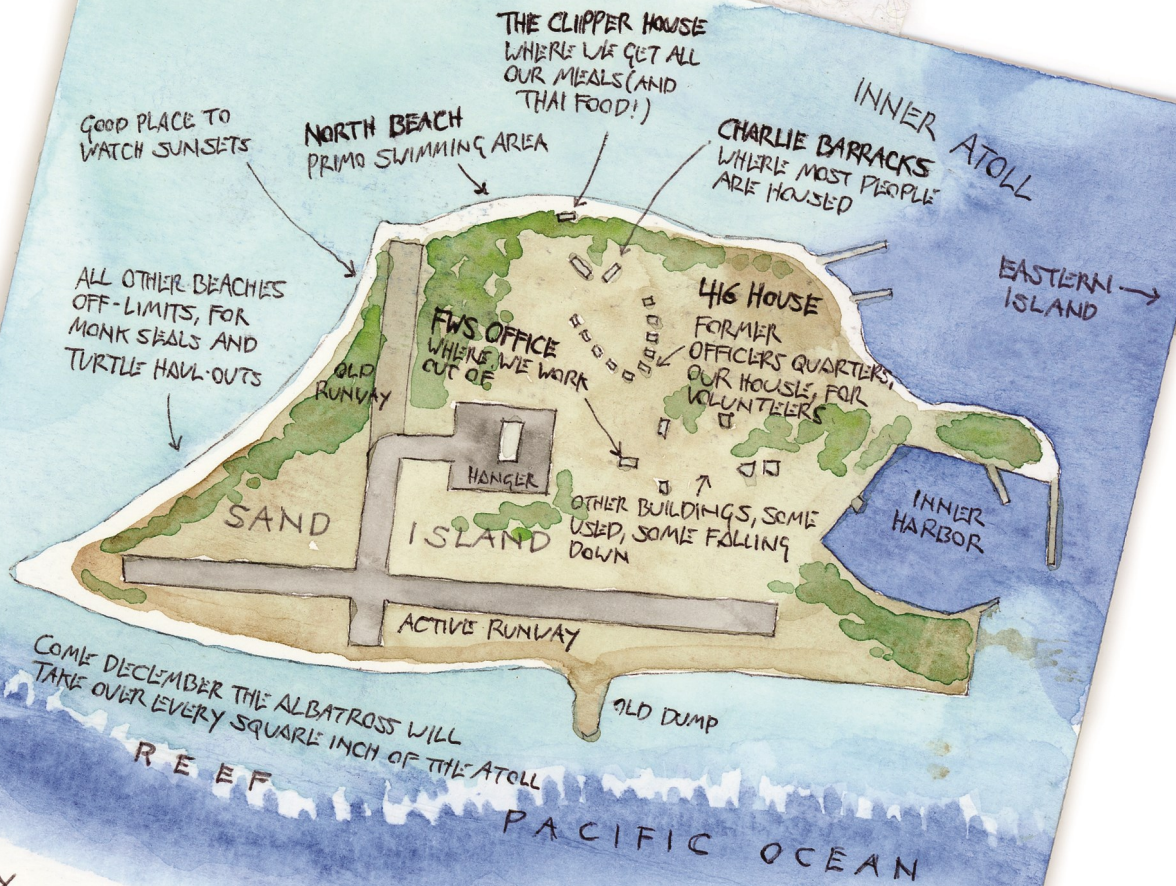 THE CLIPPER HOUSE
WHERE WE GET ALL
OUR MEALS (AND
THAI FOOD!)
INNER ATOLL
GOOD PLACE TO
WATCH SUNSETS
NORTH BEACH
PRIMO SWIMMING AREA
CHARLIE BARRACKS
WHERE MOST PEOPLE
ARE HOUSED
EASTERN
ISLAND
ALL OTHER BEACHES
OFF-LIMITS, FOR
MONK SEALS AND
TURTLE HAUL-OUTS
416 HOUSE
FORMER
OFFICERS QUARTERS,
OUR HOUSE, FOR
VOLUNTEERS
FWS OFFICE
WHERE WE WORK
OUT OF
OLD
RUNWAY
HANGER
SAND ISLAND
OTHER BUILDINGS, SOME
USED, SOME FALLING
DOWN
INNER
HARBOR
ACTIVE RUNWAY
OLD DUMP
COME DECEMBER THE ALBATROSS WILL
TAKE OVER EVERY SQUARE INCH OF THE ATOLL
REEF
PACIFIC OCEAN